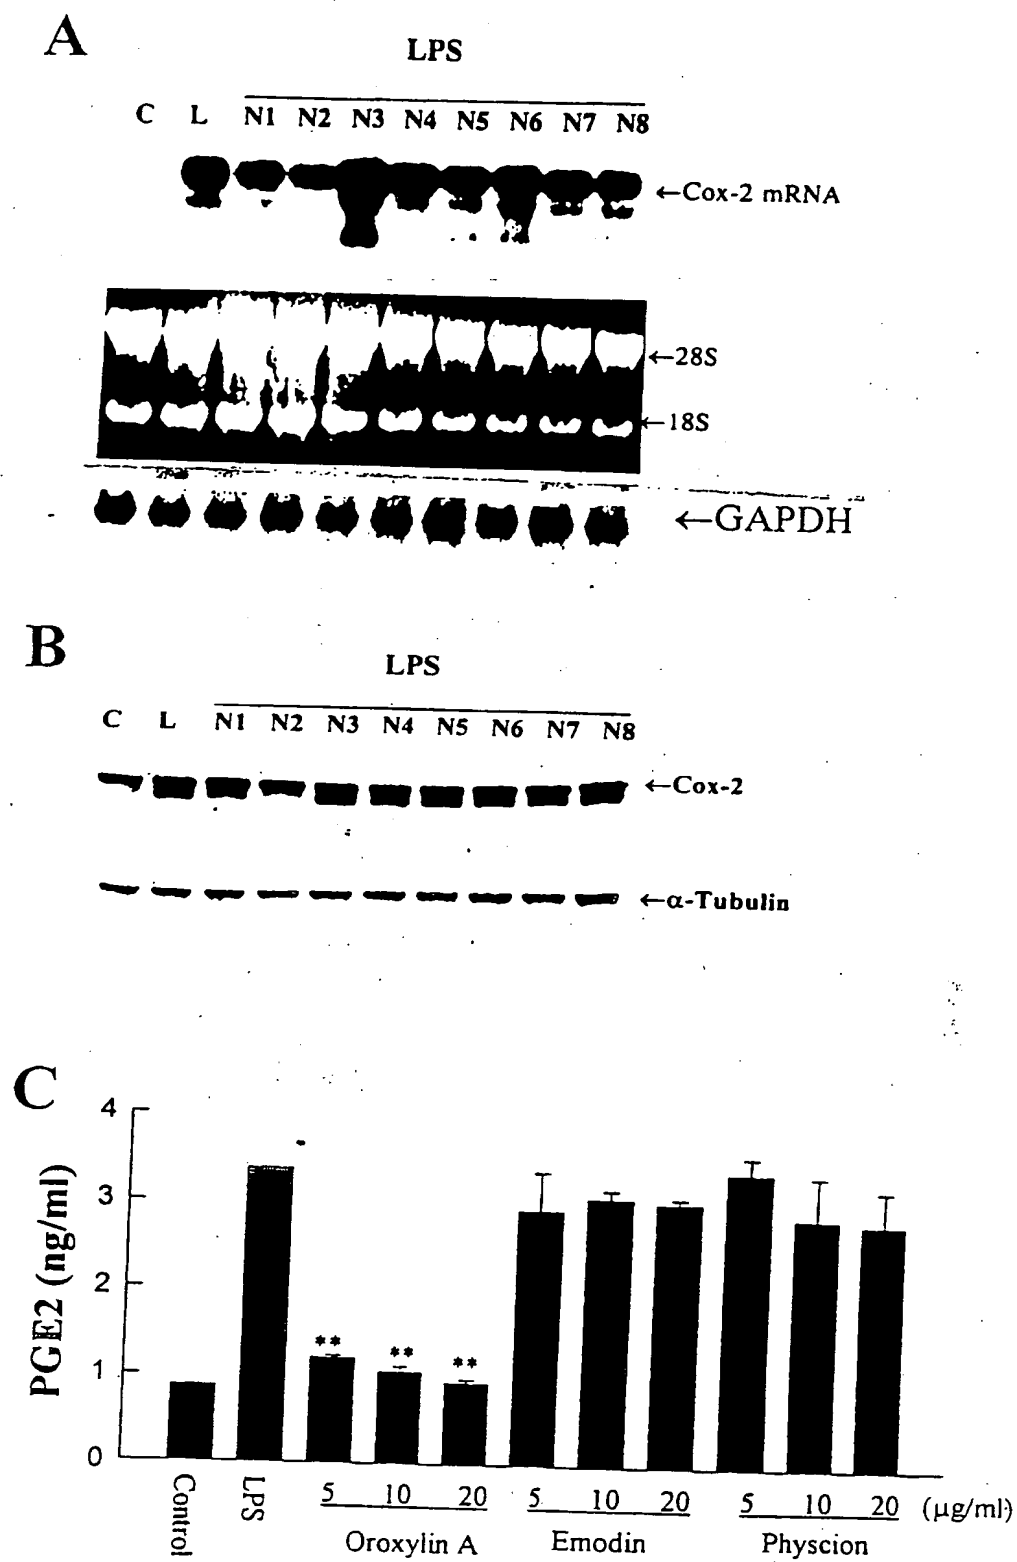 A
LPS
C L N1 N2 N3 N4 N5 N6 N7 N8
←Cox-2 mRNA
←28S
←18S
←GAPDH
B
LPS
C L N1 N2 N3 N4 N5 N6 N7 N8
←Cox-2
←α-Tubulin
C
PGE2 (ng/ml)
4
3
2
1
0
** ** **
Control LPS 5 10 20 5 10 20 5 10 20 (μg/ml)
Oroxylin A Emodin Physcion